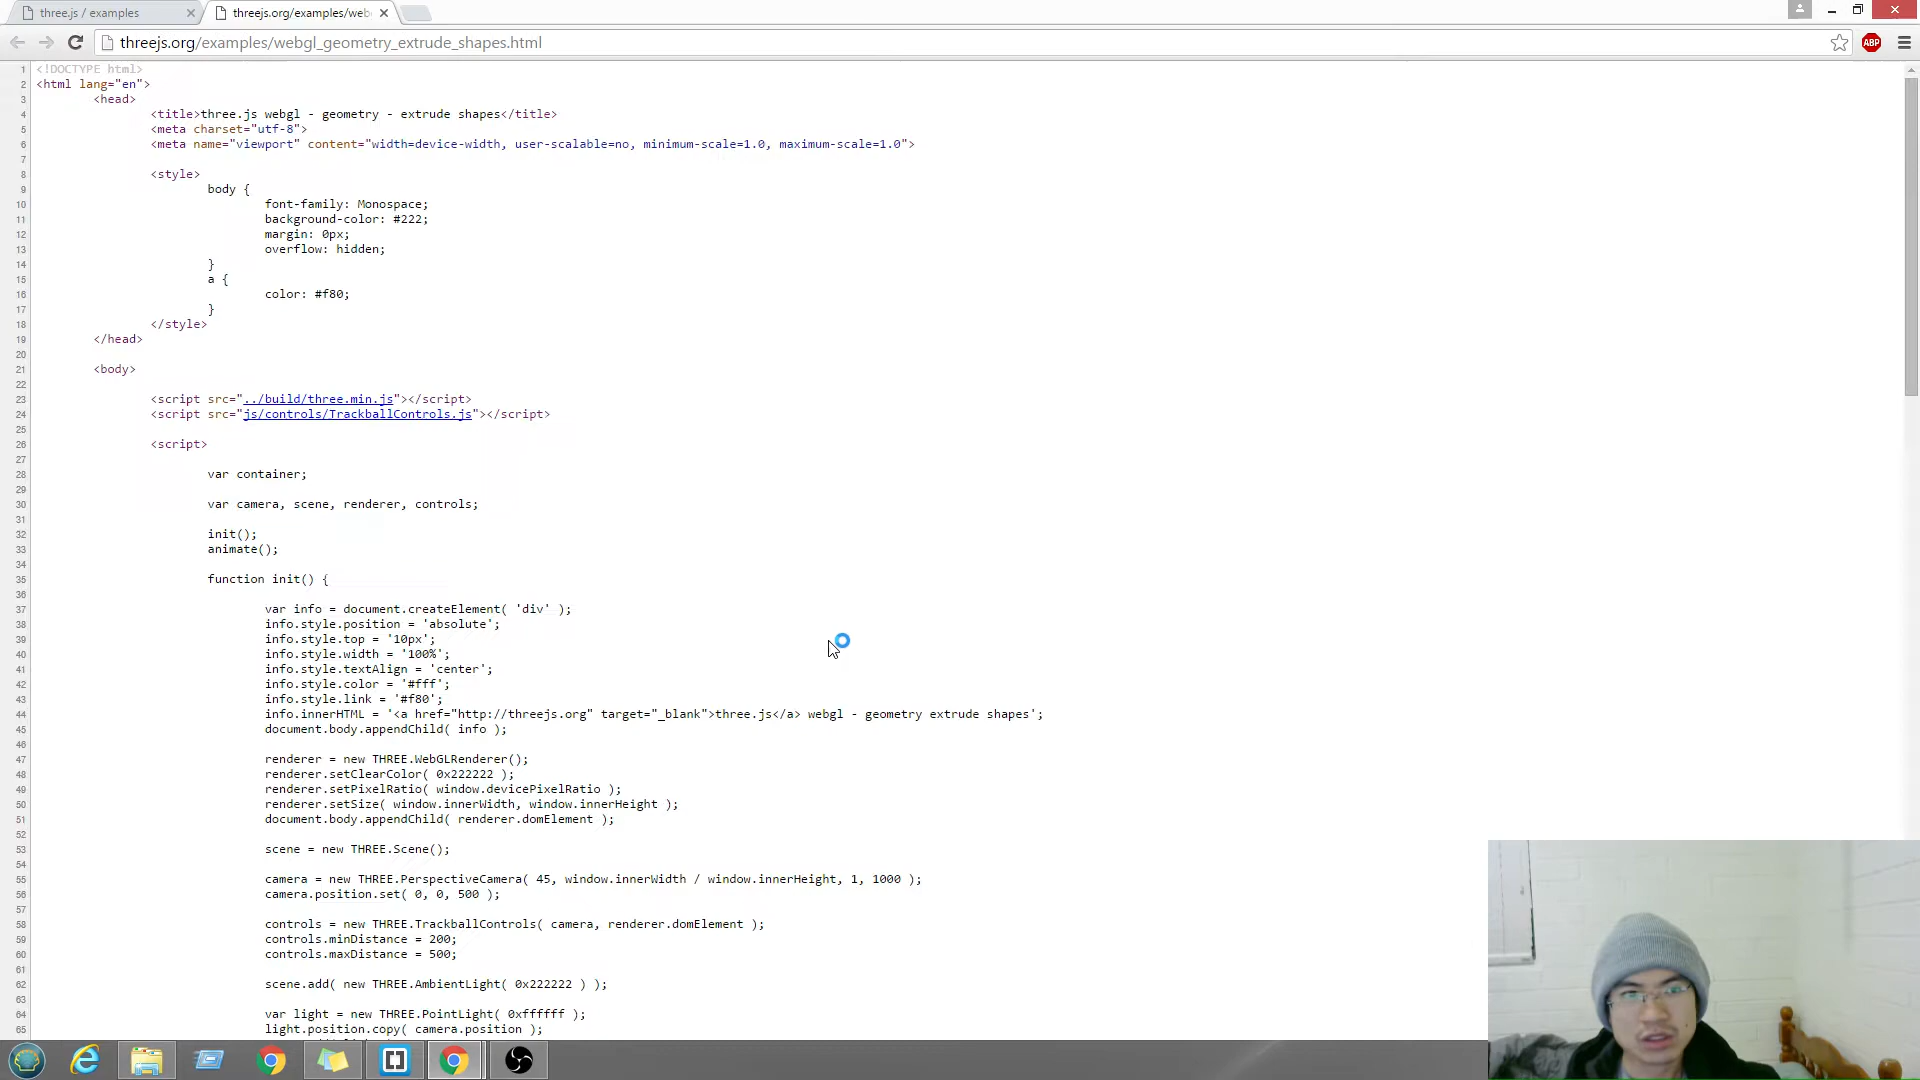 three.js / examples
threejs.org/examples/web
threejs.org/examples/webgl_geometry_extrude_shapes.html
ABP
1 <!DOCTYPE html>
2 <html lang="en">
3 <head>
4 <title>three.js webgl - geometry - extrude shapes</title>
5 <meta charset="utf-8">
6 <meta name="viewport" content="width=device-width, user-scalable=no, minimum-scale=1.0, maximum-scale=1.0">
7
8 <style>
9 body {
10 font-family: Monospace;
11 background-color: #222;
12 margin: 0px;
13 overflow: hidden;
14 }
15 a {
16 color: #f80;
17 }
18 </style>
19 </head>
20
21 <body>
22
23 <script src="../build/three.min.js"></script>
24 <script src="js/controls/TrackballControls.js"></script>
25
26 <script>
27
28 var container;
29
30 var camera, scene, renderer, controls;
31
32 init();
33 animate();
34
35 function init() {
36
37 var info = document.createElement( 'div' );
38 info.style.position = 'absolute';
39 info.style.top = '10px';
40 info.style.width = '100%';
41 info.style.textAlign = 'center';
42 info.style.color = '#fff';
43 info.style.link = '#f80';
44 info.innerHTML = '<a href="http://threejs.org" target="_blank">three.js</a> webgl - geometry extrude shapes';
45 document.body.appendChild( info );
46
47 renderer = new THREE.WebGLRenderer();
48 renderer.setClearColor( 0x222222 );
49 renderer.setPixelRatio( window.devicePixelRatio );
50 renderer.setSize( window.innerWidth, window.innerHeight );
51 document.body.appendChild( renderer.domElement );
52
53 scene = new THREE.Scene();
54
55 camera = new THREE.PerspectiveCamera( 45, window.innerWidth / window.innerHeight, 1, 1000 );
56 camera.position.set( 0, 0, 500 );
57
58 controls = new THREE.TrackballControls( camera, renderer.domElement );
59 controls.minDistance = 200;
60 controls.maxDistance = 500;
61
62 scene.add( new THREE.AmbientLight( 0x222222 ) );
63
64 var light = new THREE.PointLight( 0xffffff );
65 light.position.copy( camera.position );